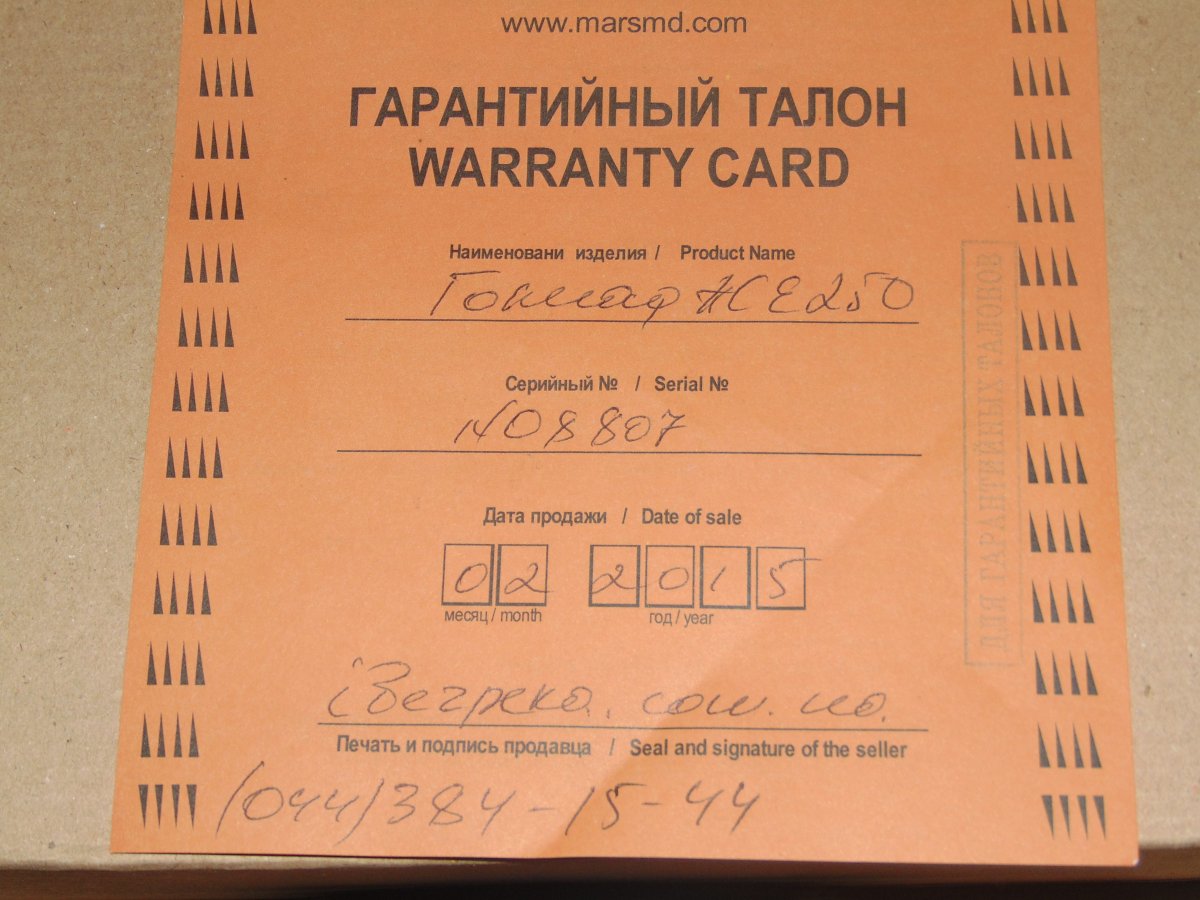 www.marsmd.com
ГАРАНТИЙНЫЙ ТАЛОН
WARRANTY CARD
Наименовани изделия / Product Name
ЖЕ250
Серийный № / Serial №
N08807
Дата продажи / Date of sale
02 2015
месяц / month год / year
Печать и подпись продавца / Seal and signature of the seller
(044)384-15-44
ДЛЯ ГАРАНТИЙНЫХ ТАЛОНОВ